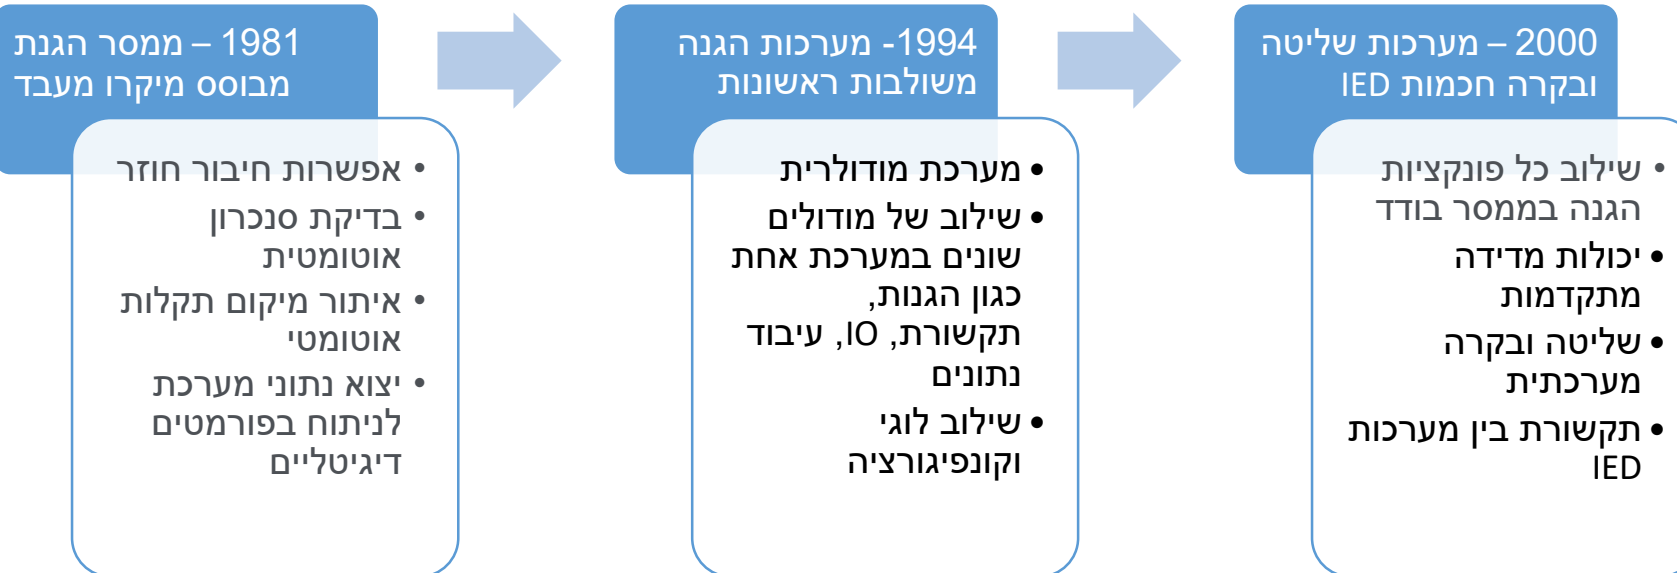 1981 – ממסר הגנת
מבוסס מיקרו מעבד
• אפשרות חיבור חוזר
• בדיקת סנכרון
אוטומטית
• איתור מיקום תקלות
אוטומטי
• יצוא נתוני מערכת
לניתוח בפורמטים
דיגיטליים
1994- מערכות הגנה
משולבות ראשונות
• מערכת מודולרית
• שילוב של מודולים
שונים במערכת אחת
כגון הגנות,
תקשורת, IO, עיבוד
נתונים
• שילוב לוגי
וקונפיגורציה
2000 – מערכות שליטה
ובקרה חכמות IED
• שילוב כל פונקציות
הגנה בממסר בודד
• יכולות מדידה
מתקדמות
• שליטה ובקרה
מערכתית
• תקשורת בין מערכות
IED